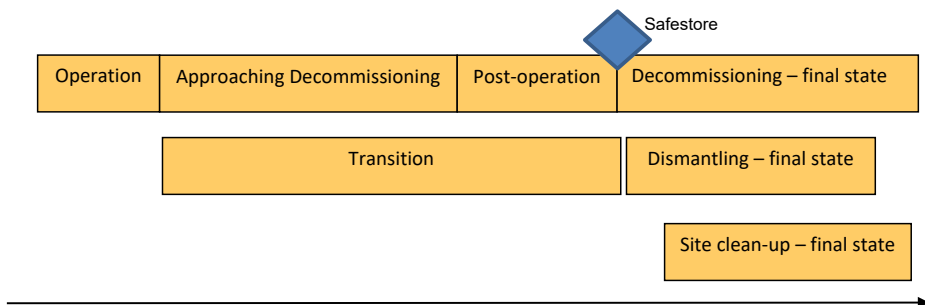 Safestore
Operation
Approaching Decommissioning
Post-operation
Decommissioning – final state
Transition
Dismantling – final state
Site clean-up – final state